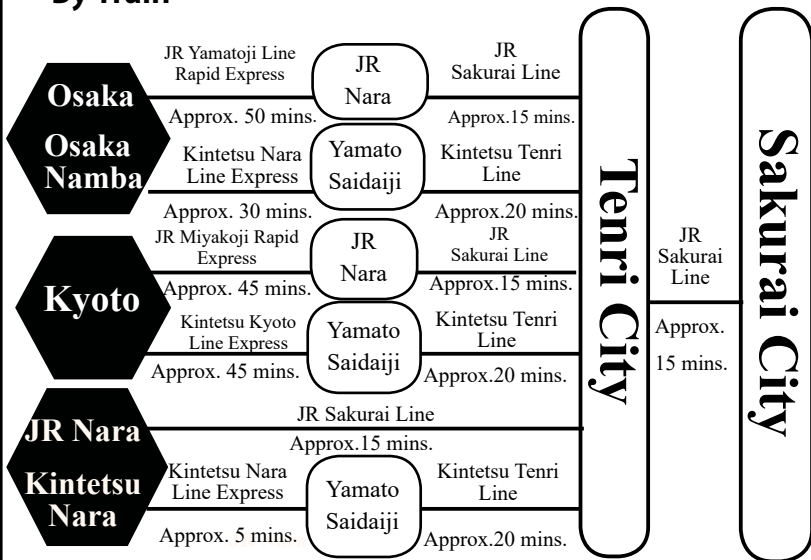 By Train
Osaka
Osaka
Namba
JR Yamatoji Line
Rapid Express
Approx. 50 mins.
JR
Nara
JR
Sakurai Line
Approx.15 mins.
Kintetsu Nara
Line Express
Approx. 30 mins.
Yamato
Saidaiji
Kintetsu Tenri
Line
Approx.20 mins.
Kyoto
JR Miyakoji Rapid
Express
Approx. 45 mins.
JR
Nara
JR
Sakurai Line
Approx.15 mins.
Kintetsu Kyoto
Line Express
Approx. 45 mins.
Yamato
Saidaiji
Kintetsu Tenri
Line
Approx.20 mins.
JR Nara
Kintetsu
Nara
JR Sakurai Line
Approx.15 mins.
Kintetsu Nara
Line Express
Approx. 5 mins.
Yamato
Saidaiji
Kintetsu Tenri
Line
Approx.20 mins.
Tenri City
JR
Sakurai
Line
Approx.
15 mins.
Sakurai City